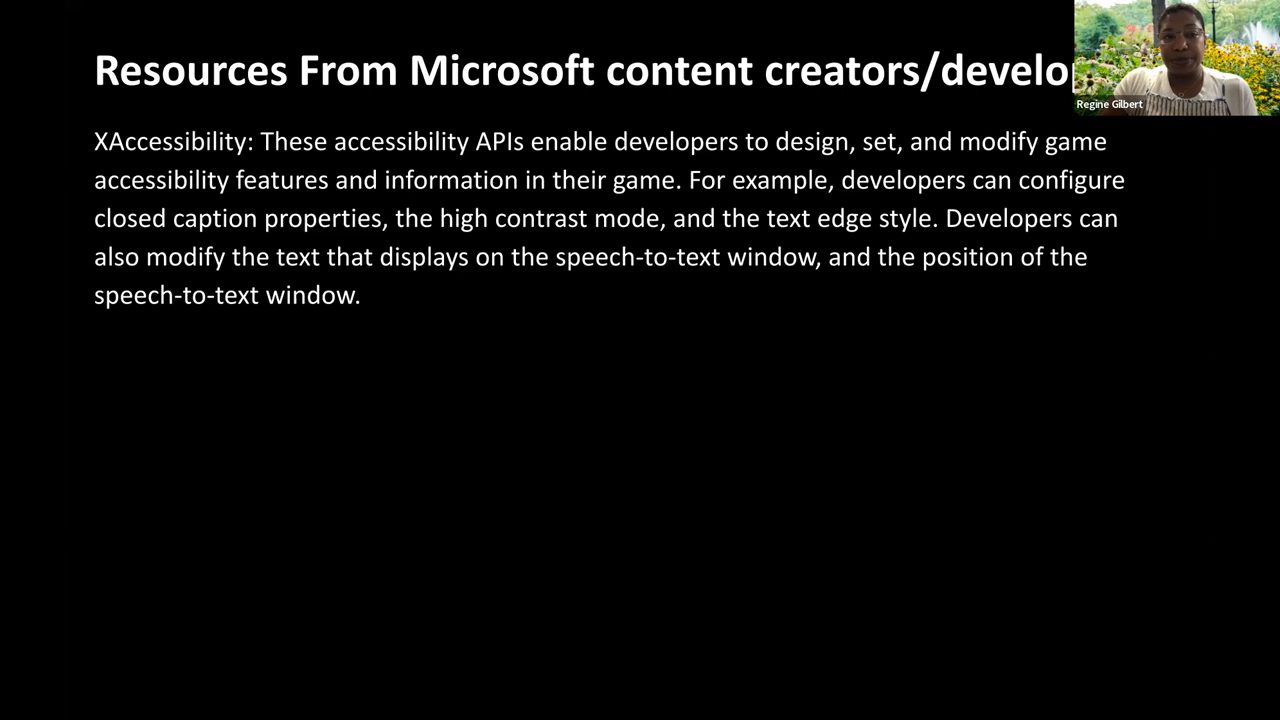 Resources From Microsoft content creators/develo
Regine Gilbert
XAccessibility: These accessibility APIs enable developers to design, set, and modify game
accessibility features and information in their game. For example, developers can configure
closed caption properties, the high contrast mode, and the text edge style. Developers can
also modify the text that displays on the speech-to-text window, and the position of the
speech-to-text window.